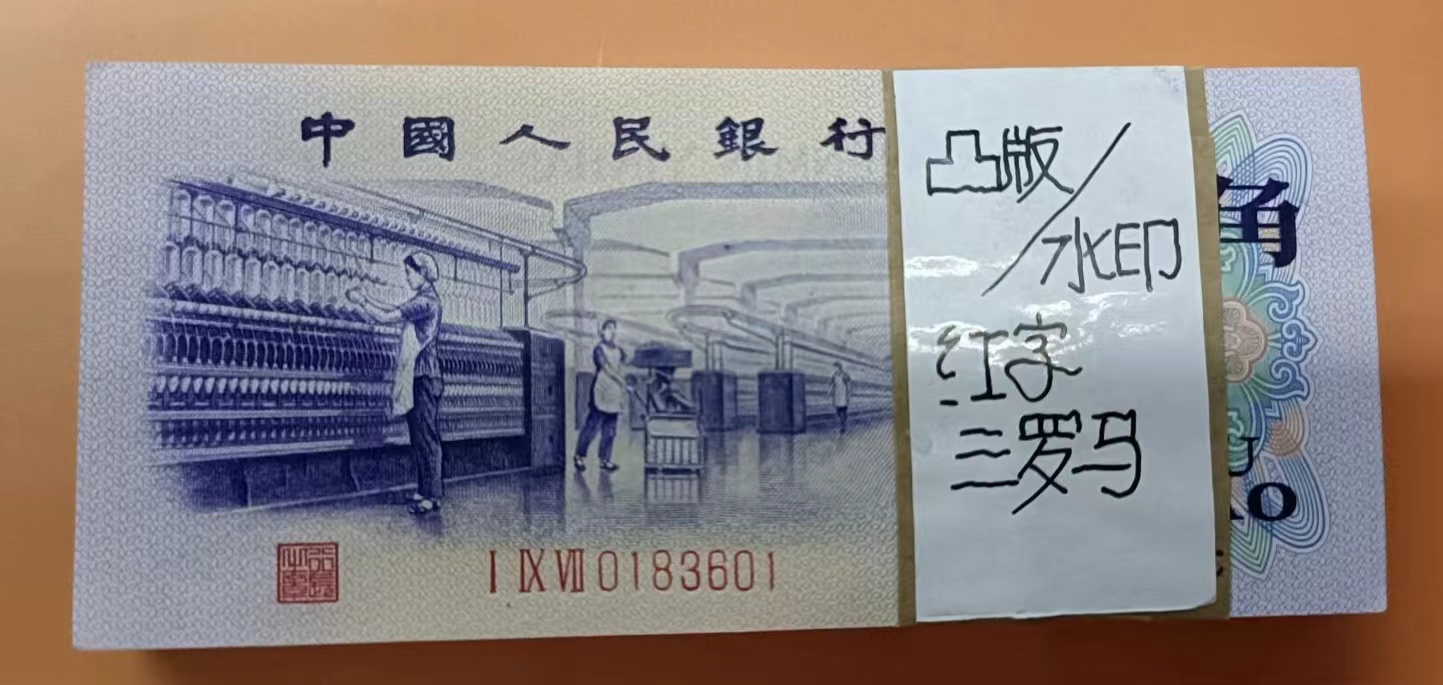 中國人民銀行
角
凸版/
水印
红字
三罗马
I IX VII 0183601